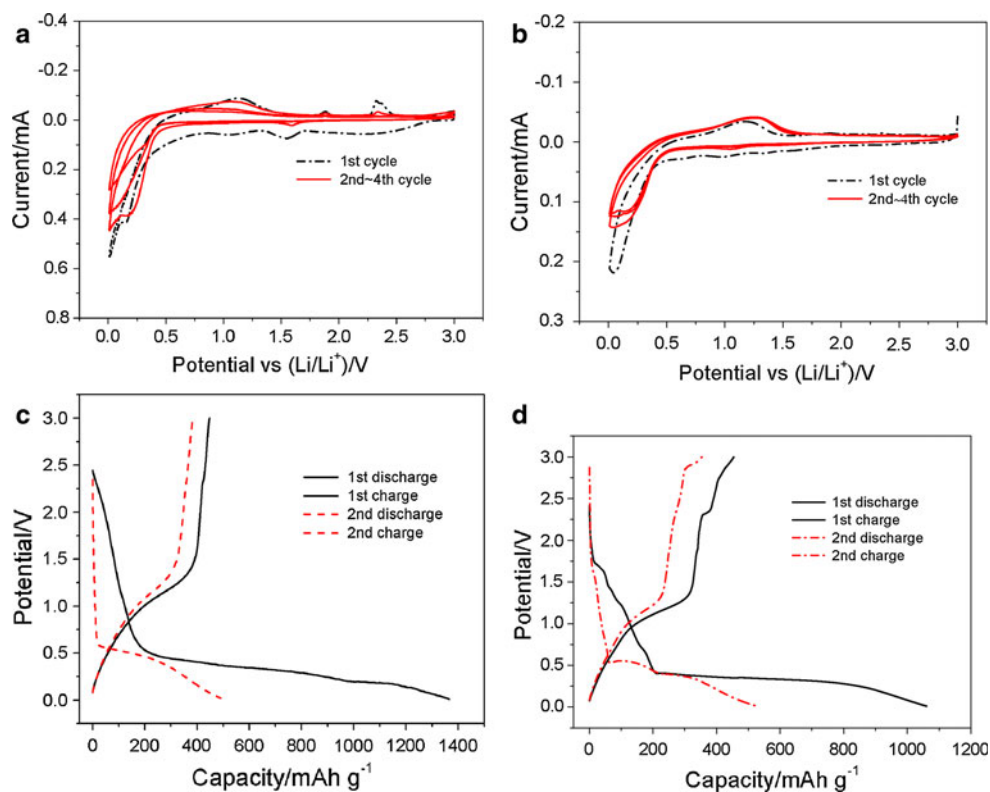 a
-0.4
0.0
0.2
0.4
0.6
0.8
Current/mA
1st cycle
2nd~4th cycle
0.0 0.5 1.0 1.5 2.0 2.5 3.0
Potential vs (Li/Li⁺)/V
b
-0.2
-0.1
0.0
0.1
0.2
0.3
Current/mA
1st cycle
2nd~4th cycle
0.0 0.5 1.0 1.5 2.0 2.5 3.0
Potential vs (Li/Li⁺)/V
c
3.0
2.5
2.0
1.5
1.0
0.5
0.0
Potential/V
1st discharge
1st charge
2nd discharge
2nd charge
0 200 400 600 800 1000 1200 1400
Capacity/mAh g⁻¹
d
3.0
2.5
2.0
1.5
1.0
0.5
0.0
Potential/V
1st discharge
1st charge
2nd discharge
2nd charge
0 200 400 600 800 1000 1200
Capacity/mAh g⁻¹